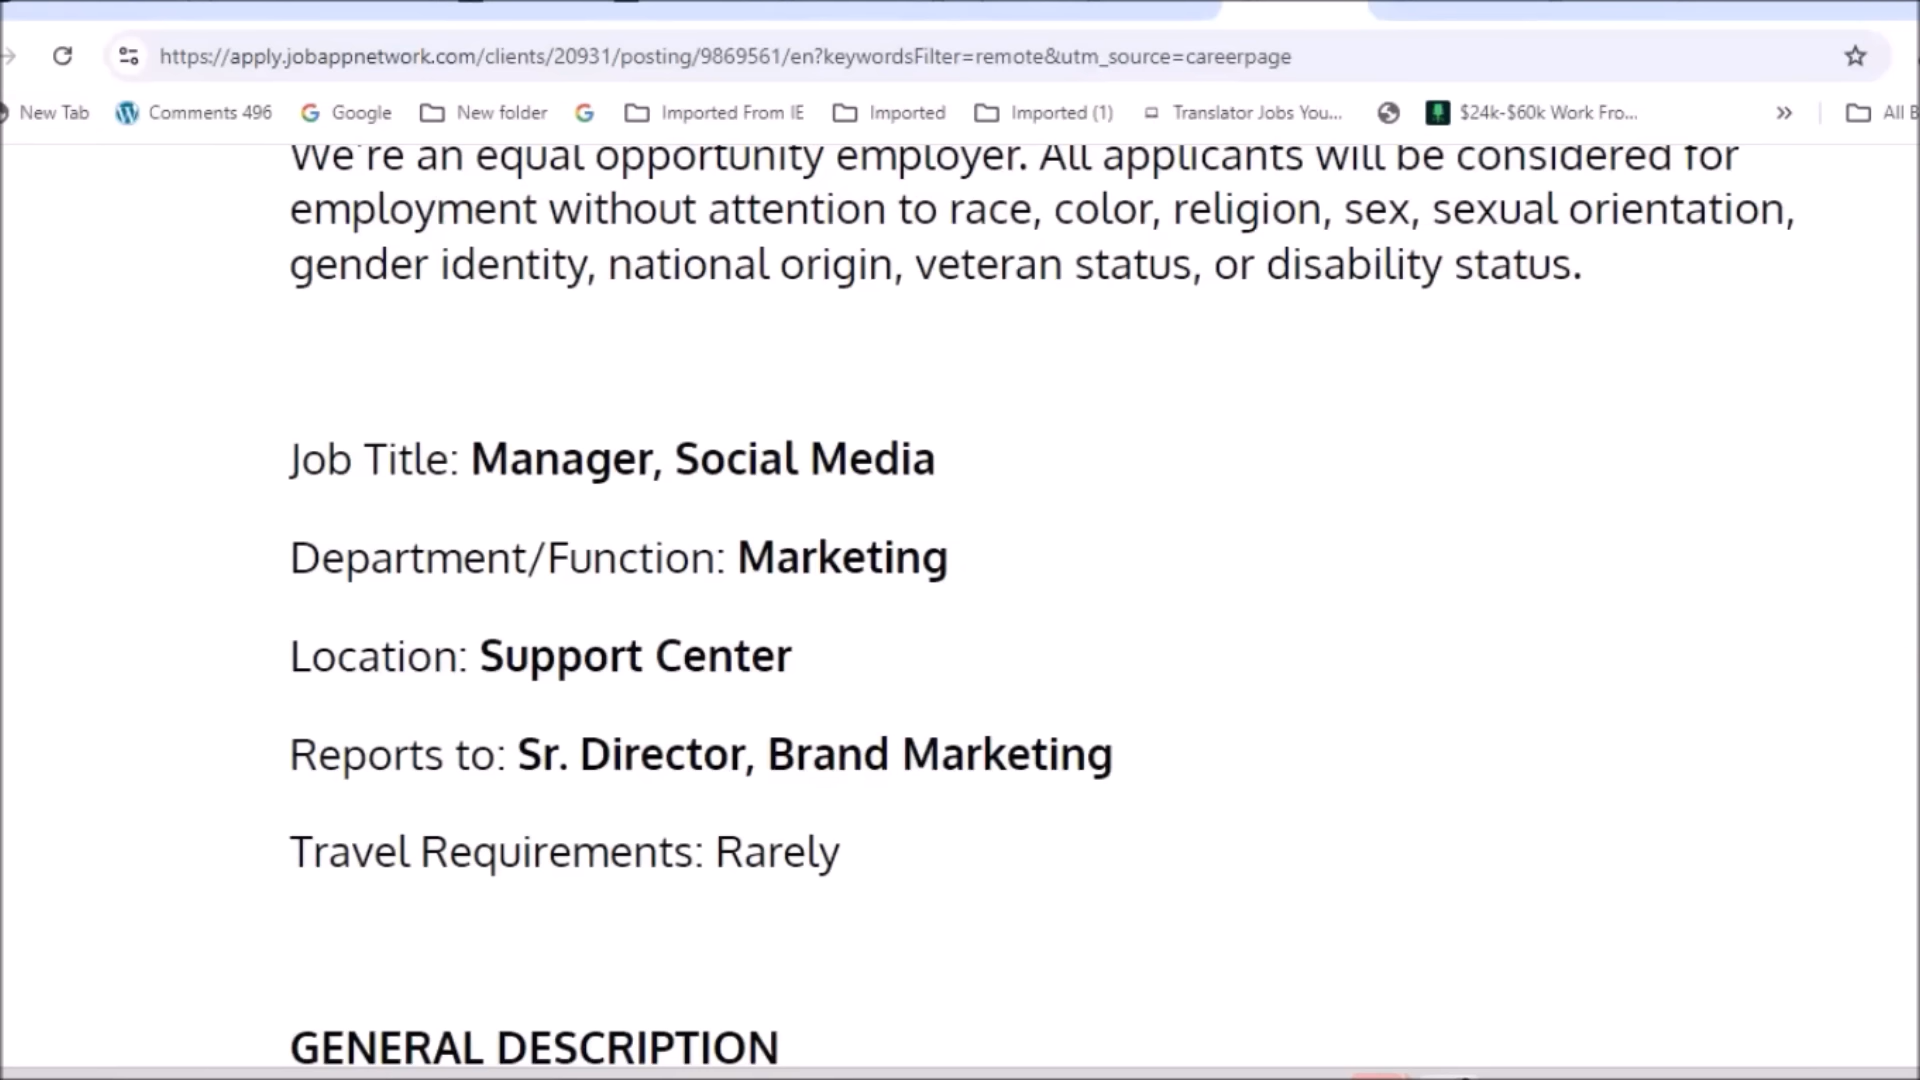 https://apply.jobappnetwork.com/clients/20931/posting/9869561/en?keywordsFilter=remote&utm_source=careerpage
New Tab Comments 496 Google New folder Imported From IE Imported Imported (1) Translator Jobs You... $24k-$60k Work Fro... » All B
We're an equal opportunity employer. All applicants will be considered for
employment without attention to race, color, religion, sex, sexual orientation,
gender identity, national origin, veteran status, or disability status.
Job Title: Manager, Social Media
Department/Function: Marketing
Location: Support Center
Reports to: Sr. Director, Brand Marketing
Travel Requirements: Rarely
GENERAL DESCRIPTION